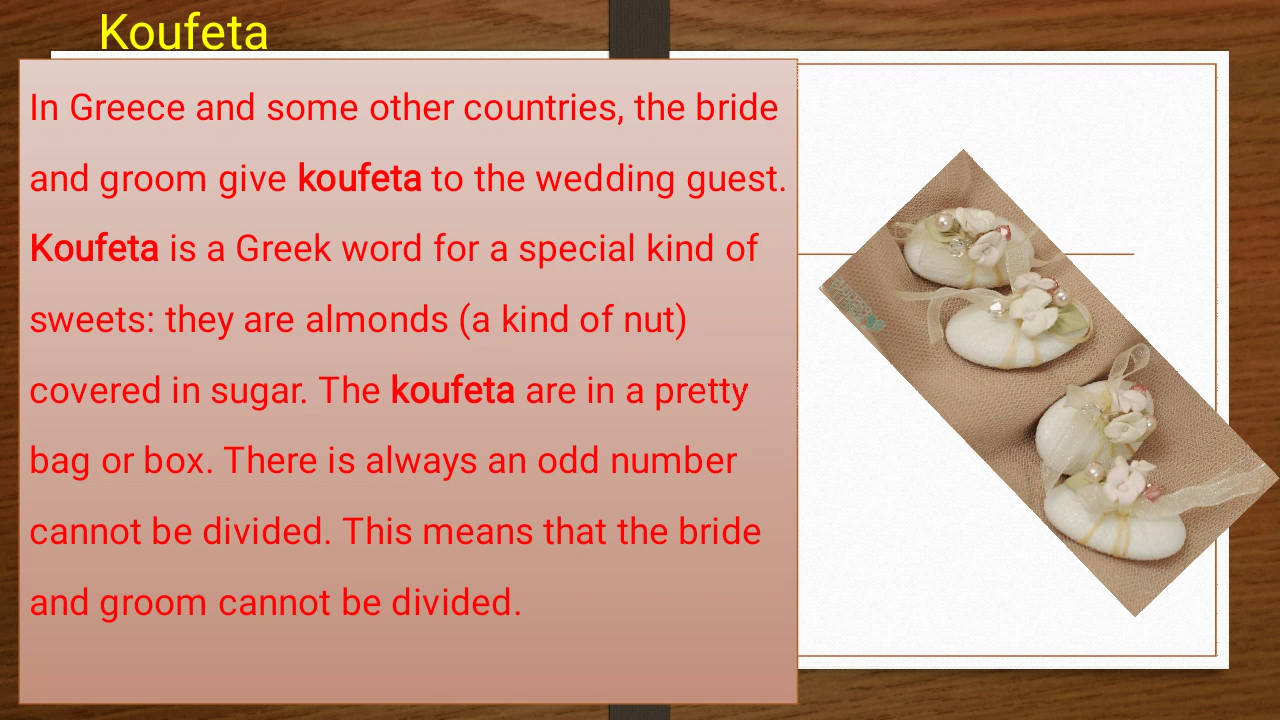 Koufeta
In Greece and some other countries, the bride
and groom give koufeta to the wedding guest.
Koufeta is a Greek word for a special kind of
sweets: they are almonds (a kind of nut)
covered in sugar. The koufeta are in a pretty
bag or box. There is always an odd number
cannot be divided. This means that the bride
and groom cannot be divided.